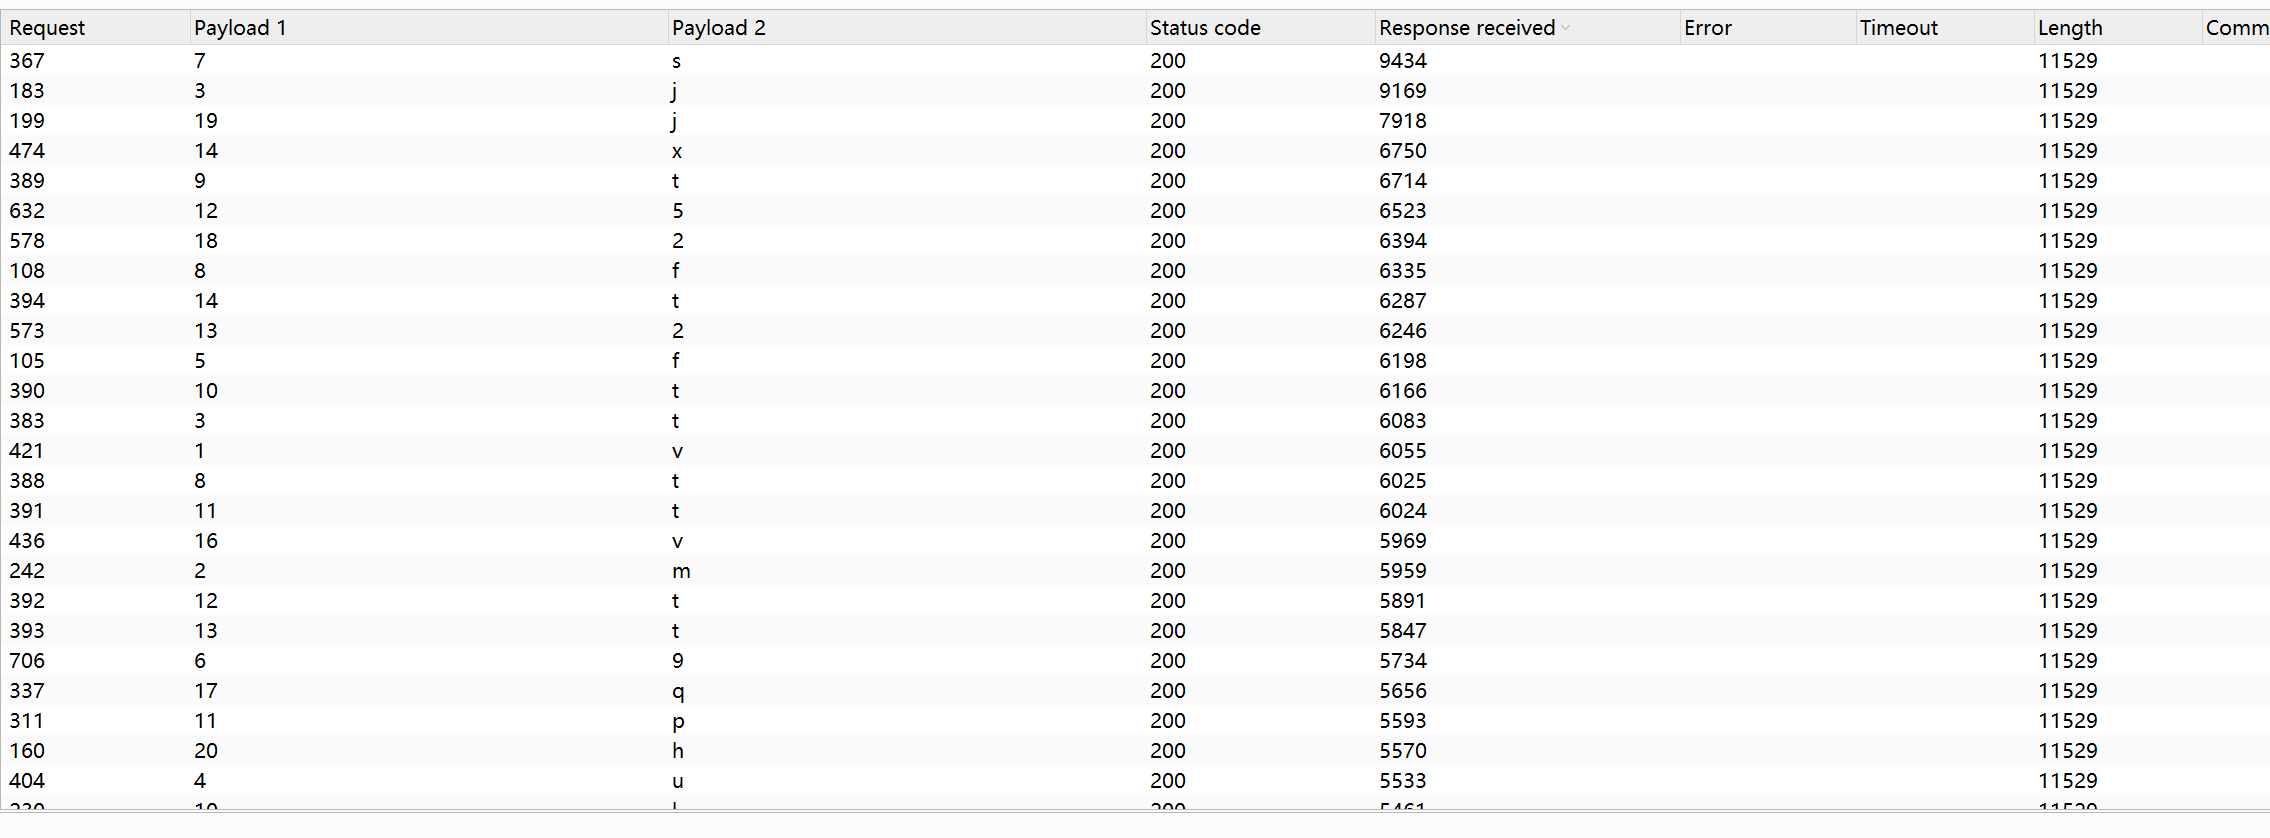 Request Payload 1 Payload 2 Status code Response received Error Timeout Length Comm
367 7 s 200 9434 11529
183 3 j 200 9169 11529
199 19 j 200 7918 11529
474 14 x 200 6750 11529
389 9 t 200 6714 11529
632 12 5 200 6523 11529
578 18 2 200 6394 11529
108 8 f 200 6335 11529
394 14 t 200 6287 11529
573 13 2 200 6246 11529
105 5 f 200 6198 11529
390 10 t 200 6166 11529
383 3 t 200 6083 11529
421 1 v 200 6055 11529
388 8 t 200 6025 11529
391 11 t 200 6024 11529
436 16 v 200 5969 11529
242 2 m 200 5959 11529
392 12 t 200 5891 11529
393 13 t 200 5847 11529
706 6 9 200 5734 11529
337 17 q 200 5656 11529
311 11 p 200 5593 11529
160 20 h 200 5570 11529
404 4 u 200 5533 11529